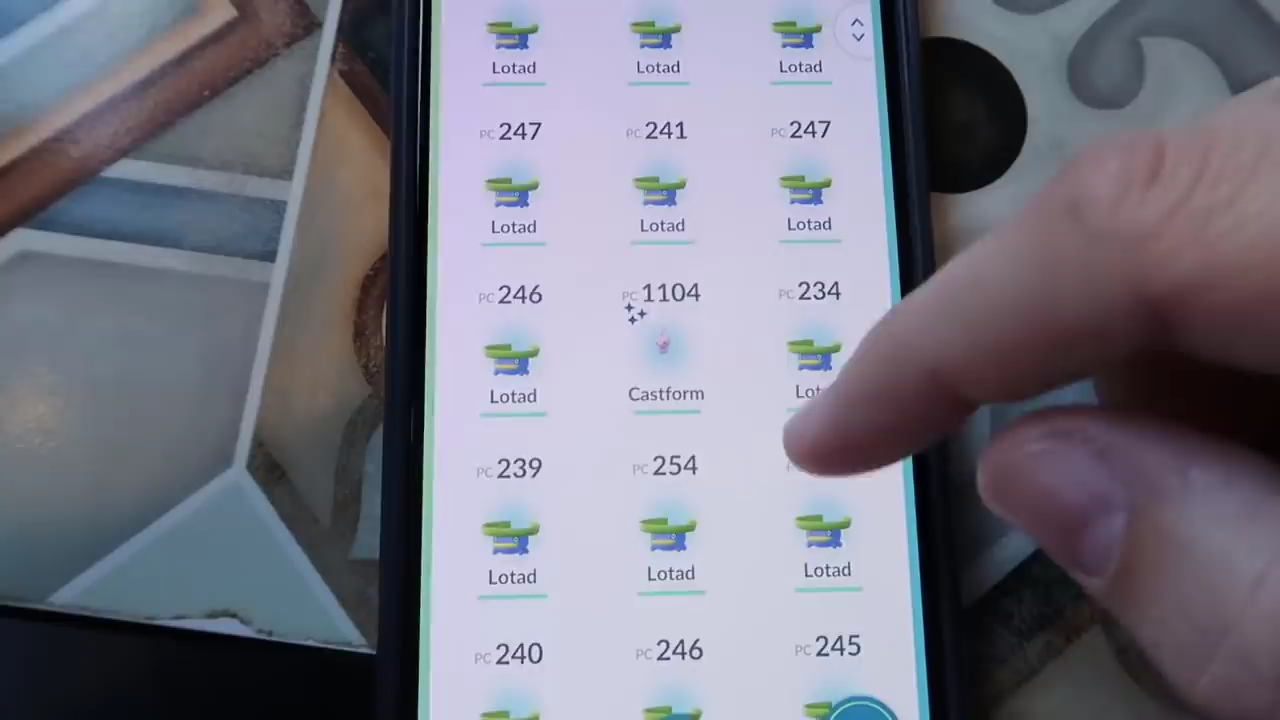 Lotad Lotad Lotad
PC 247 PC 241 PC 247
Lotad Lotad Lotad
PC 246 PC 1104 PC 234
Lotad Castform
PC 239 PC 254
Lotad Lotad Lotad
PC 240 PC 246 PC 245